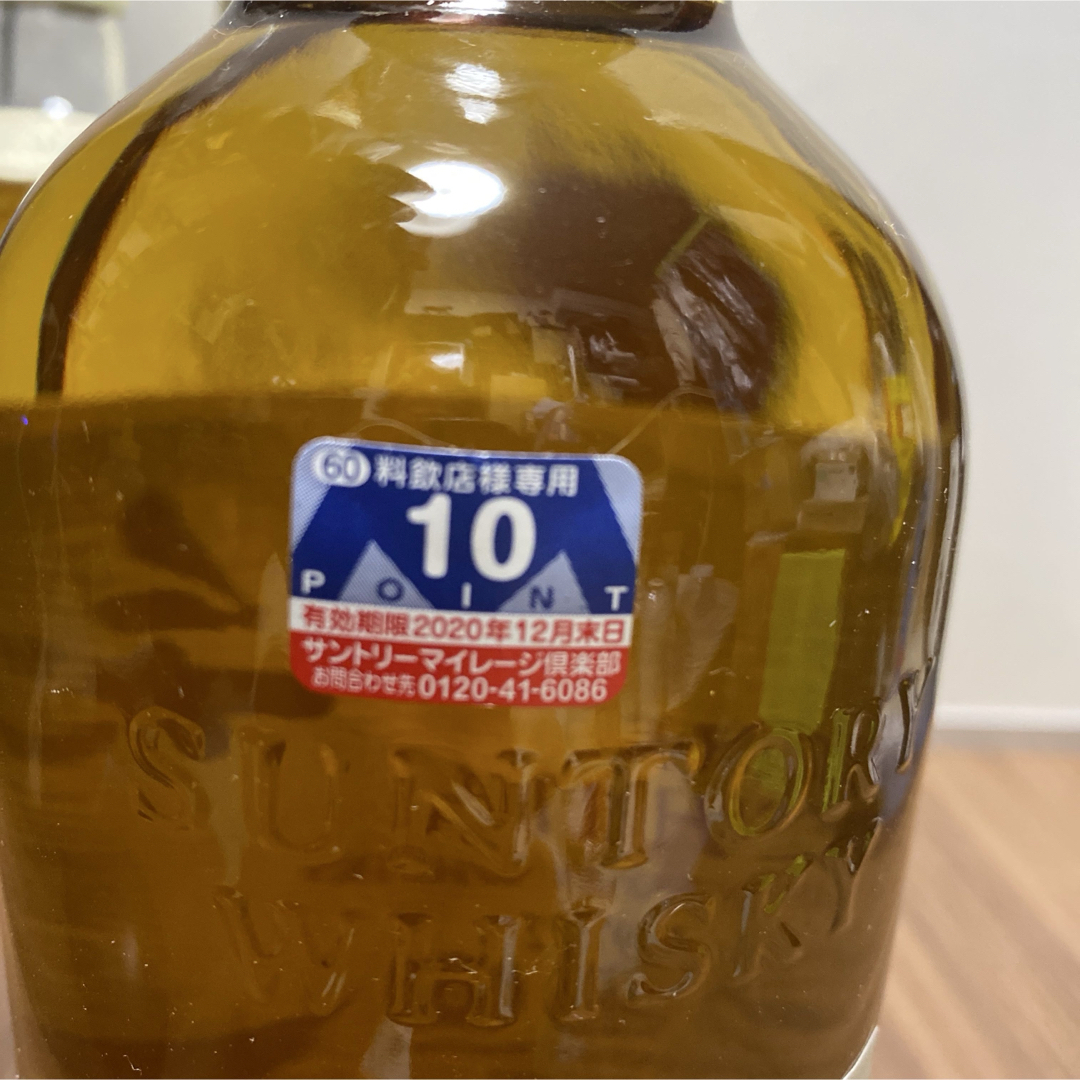 60 料飲店様専用
10
POINT
有効期限2020年12月末日
サントリーマイレージ倶楽部
お問合わせ先0120-41-6086
SUNTORY
WHISKY